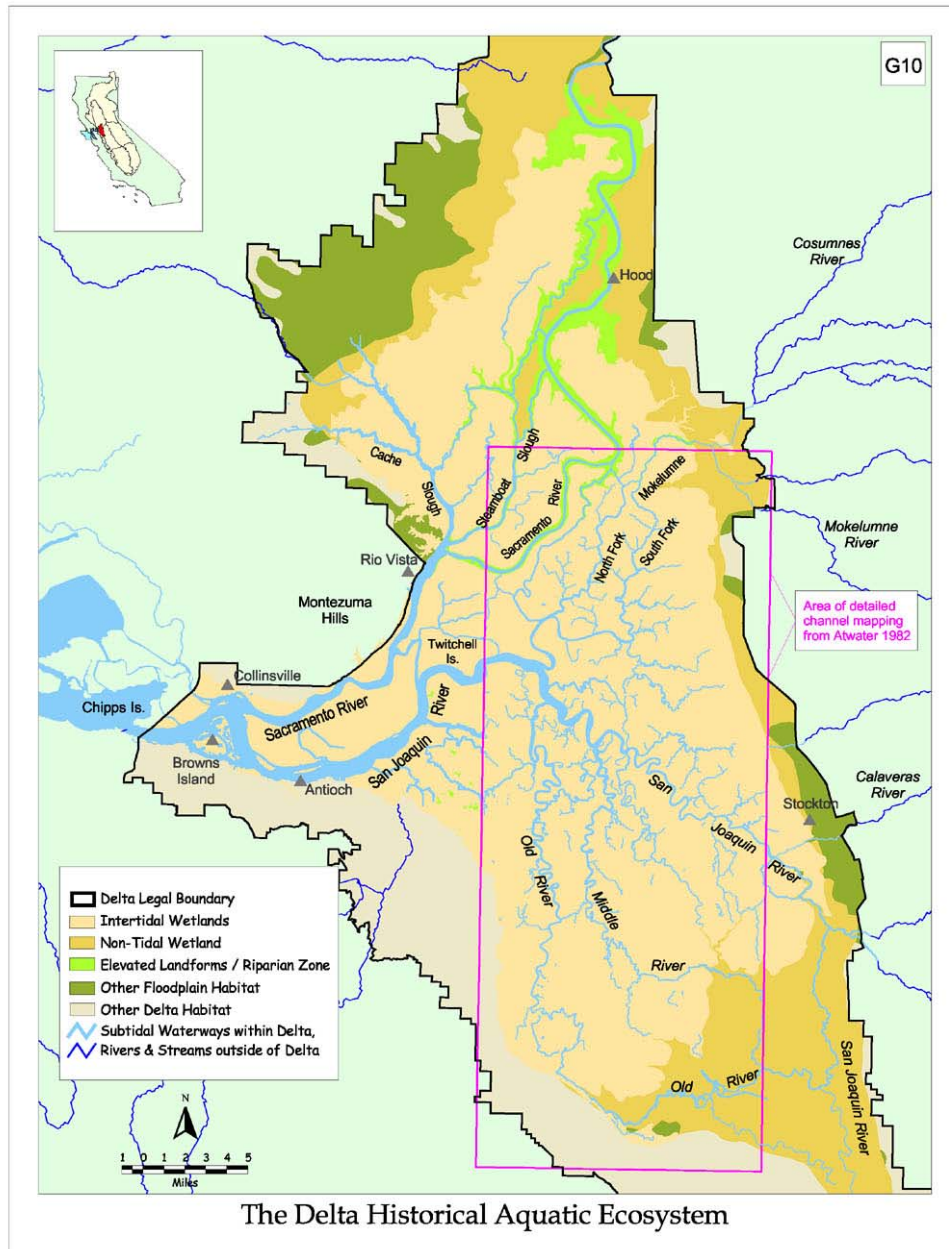 G10
Cosumnes
River
Hood
Cache
Slough
Steamboat
Slough
Sacramento
River
Mokelumne
North Fork
South Fork
Mokelumne
River
Rio Vista
Montezuma
Hills
Area of detailed
channel mapping
from Atwater 1982
Twitchell
Is.
Collinsville
Chipps Is.
Sacramento River
San Joaquin
River
Browns
Island
Antioch
San
Joaquin
River
Calaveras
River
Stockton
Old
River
Middle
River
Old
River
San Joaquin River
Delta Legal Boundary
Intertidal Wetlands
Non-Tidal Wetland
Elevated Landforms / Riparian Zone
Other Floodplain Habitat
Other Delta Habitat
Subtidal Waterways within Delta,
Rivers & Streams outside of Delta
N
1 0 1 2 3 4 5
Miles
The Delta Historical Aquatic Ecosystem